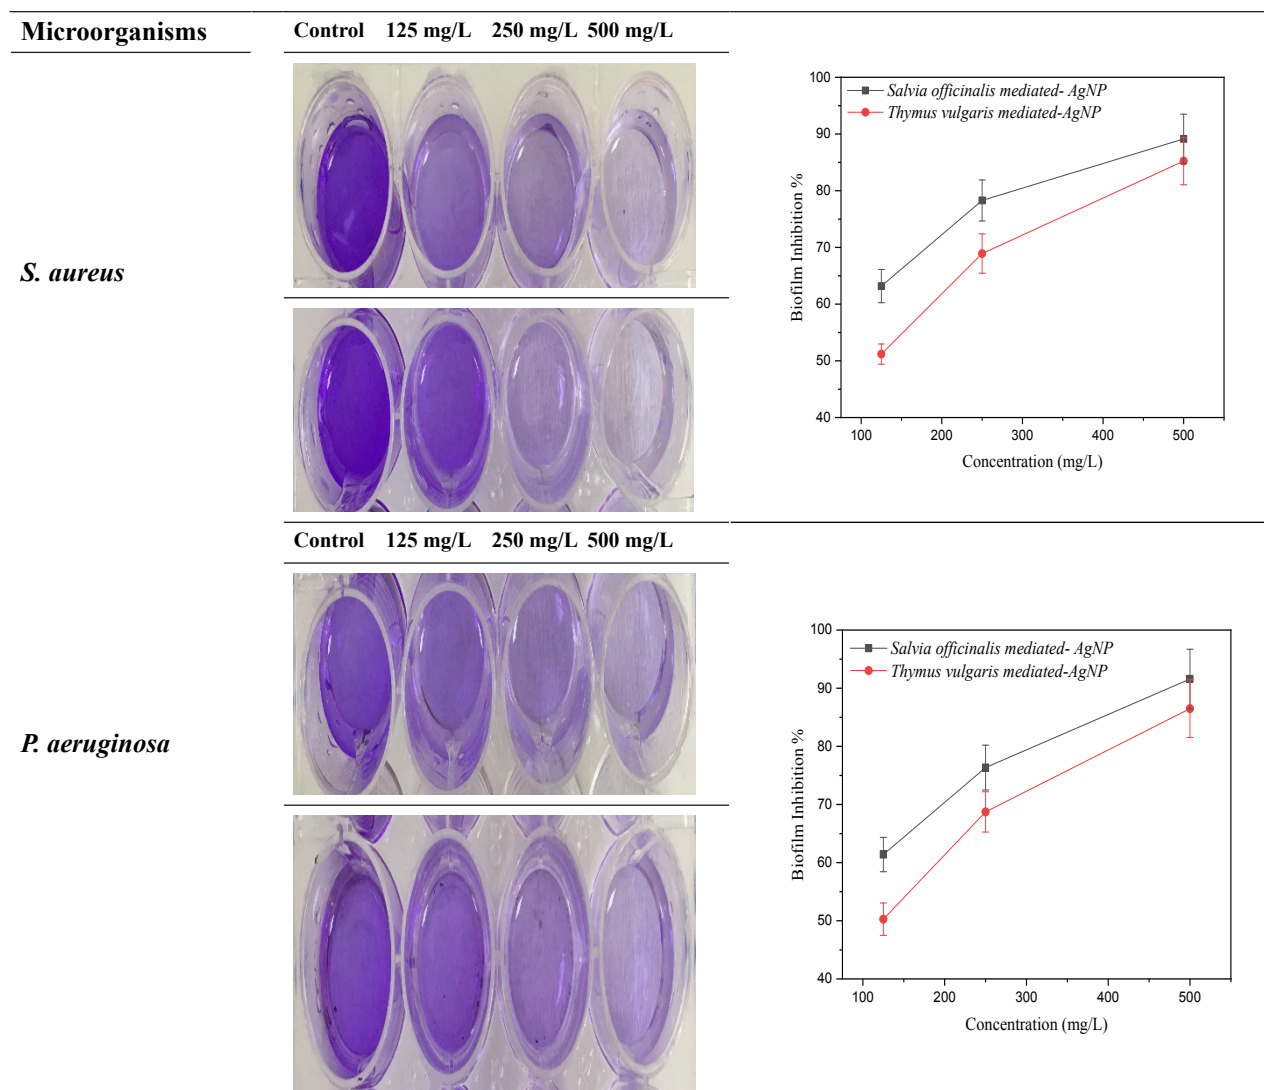 Microorganisms
Control 125 mg/L 250 mg/L 500 mg/L
S. aureus
100
90
80
70
60
50
40
Biofilm Inhibition %
Salvia officinalis mediated- AgNP
Thymus vulgaris mediated-AgNP
100 200 300 400 500
Concentration (mg/L)
Control 125 mg/L 250 mg/L 500 mg/L
P. aeruginosa
100
90
80
70
60
50
40
Biofilm Inhibition %
Salvia officinalis mediated- AgNP
Thymus vulgaris mediated-AgNP
100 200 300 400 500
Concentration (mg/L)